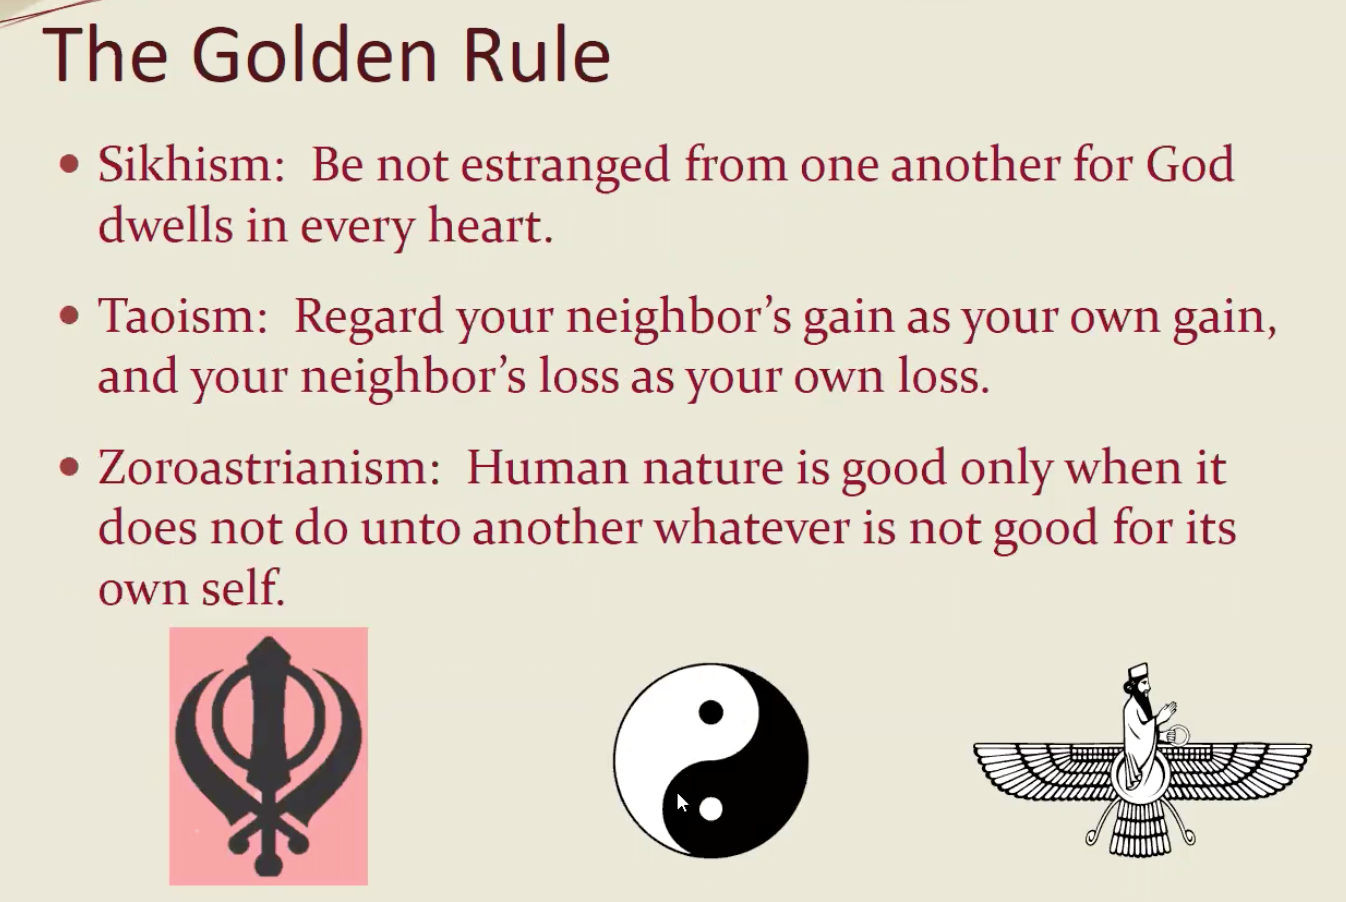 The Golden Rule
• Sikhism: Be not estranged from one another for God
dwells in every heart.
• Taoism: Regard your neighbor’s gain as your own gain,
and your neighbor’s loss as your own loss.
• Zoroastrianism: Human nature is good only when it
does not do unto another whatever is not good for its
own self.